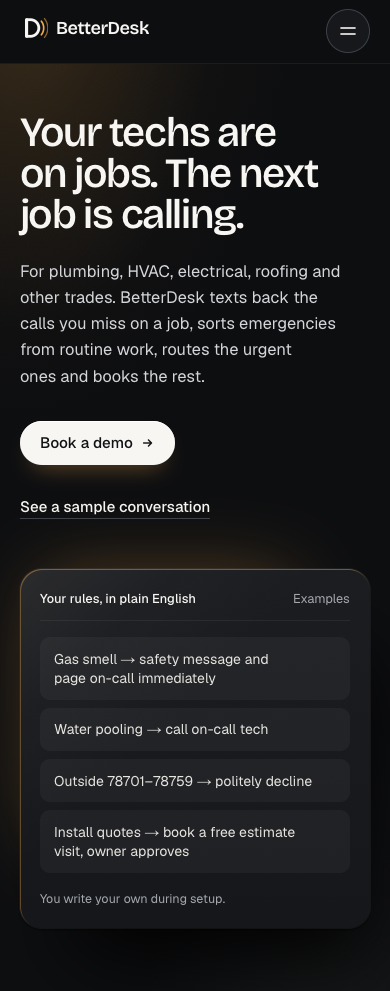 BetterDesk
Your techs are
on jobs. The next
job is calling.
For plumbing, HVAC, electrical, roofing and
other trades. BetterDesk texts back the
calls you miss on a job, sorts emergencies
from routine work, routes the urgent
ones and books the rest.
Book a demo →
See a sample conversation
Your rules, in plain English Examples
Gas smell → safety message and
page on-call immediately
Water pooling → call on-call tech
Outside 78701–78759 → politely decline
Install quotes → book a free estimate
visit, owner approves
You write your own during setup.